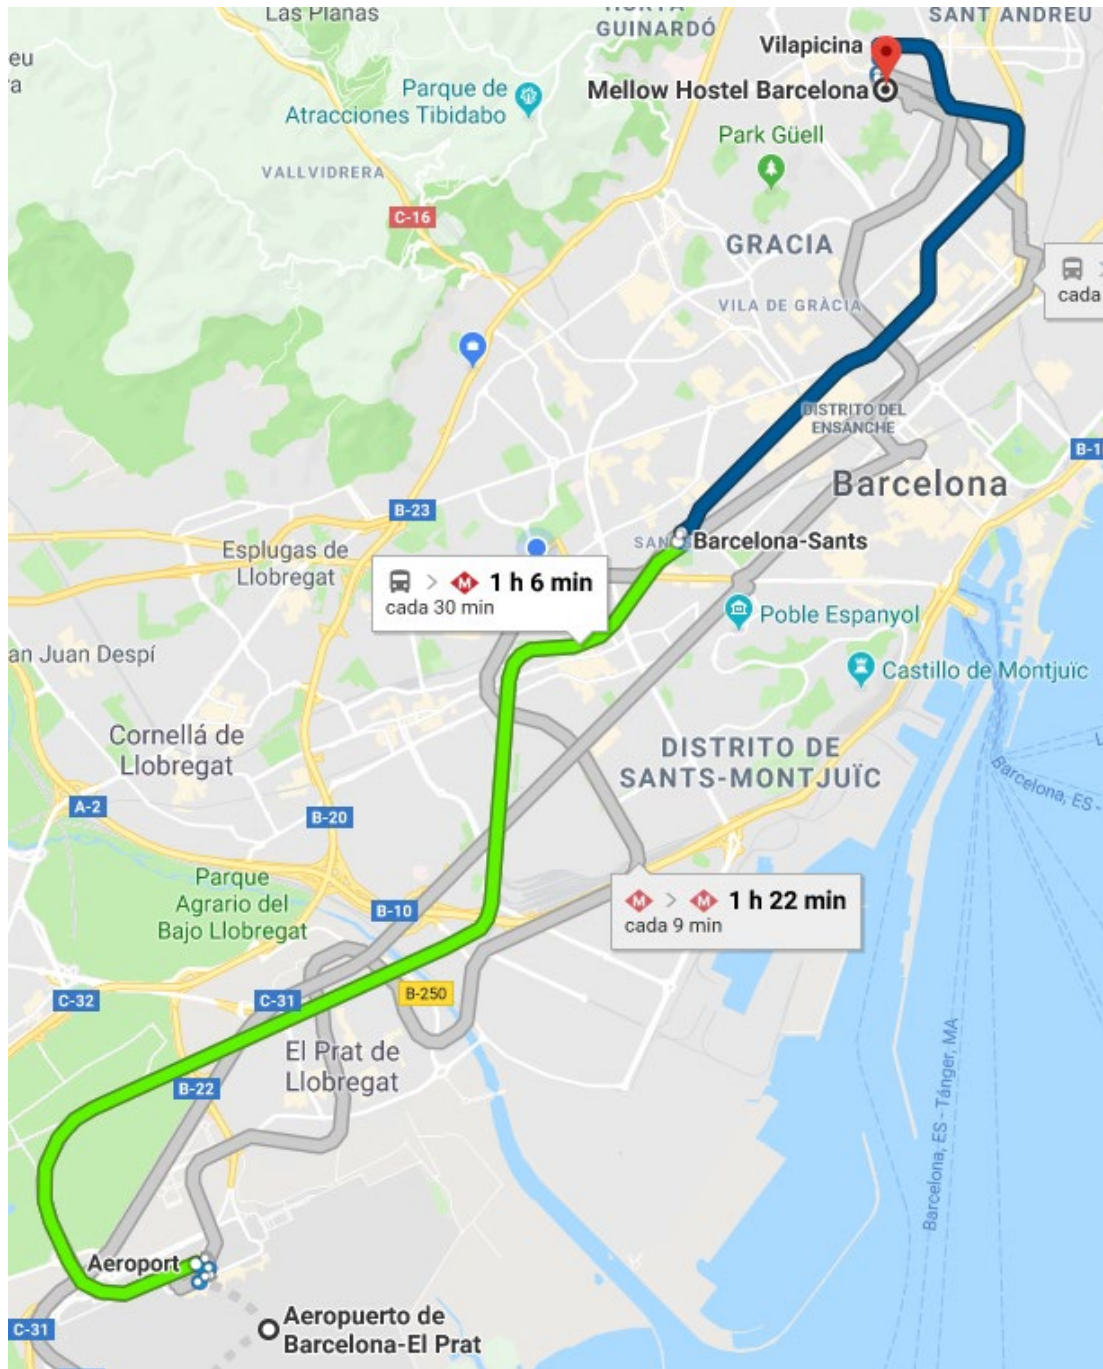 Las Planas
HORTA
GUINARDÓ
SANT ANDREU
eu
a
Vilapicina
Parque de
Atracciones Tibidabo
Mellow Hostel Barcelona
Park Güell
VALLVIDRERA
C-16
GRACIA
cada
VILA DE GRÀCIA
DISTRITO DEL
ENSANCHE
B-1
Barcelona
B-23
SANTS
Barcelona-Sants
Esplugas de
Llobregat
M 1 h 6 min
cada 30 min
Poble Espanyol
an Juan Despí
Castillo de Montjuïc
Cornellá de
Llobregat
DISTRITO DE
SANTS-MONTJUÏC
Barcelona, ES -
A-2
B-20
Parque
Agrario del
Bajo Llobregat
B-10
M > M 1 h 22 min
cada 9 min
C-32
C-31
B-250
El Prat de
Llobregat
B-22
Barcelona, ES - Tánger, MA
Aeroport
Aeropuerto de
Barcelona-El Prat
C-31